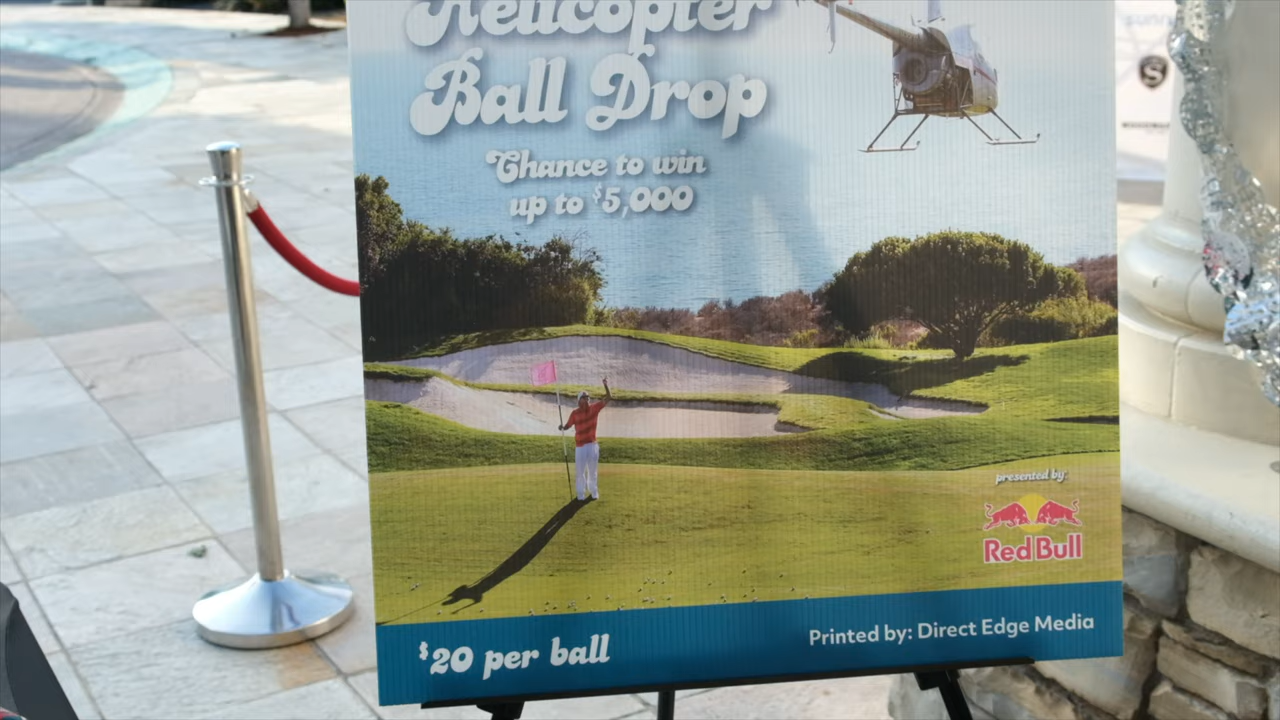 Helicopter
Ball Drop
Chance to win
up to $5,000
presented by:
Red Bull
$20 per ball
Printed by: Direct Edge Media